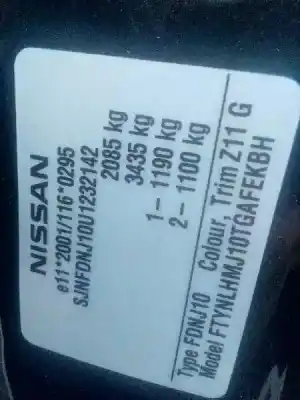 NISSAN
e11*2001/116*0295
SJNFDNJ10U1232142
2085 kg
3435 kg
1 - 1190 kg
2 - 1100 kg
Type FDNJ10 Colour, Trim Z11 G
Model FTYNLHMJ10TGAFEKBH